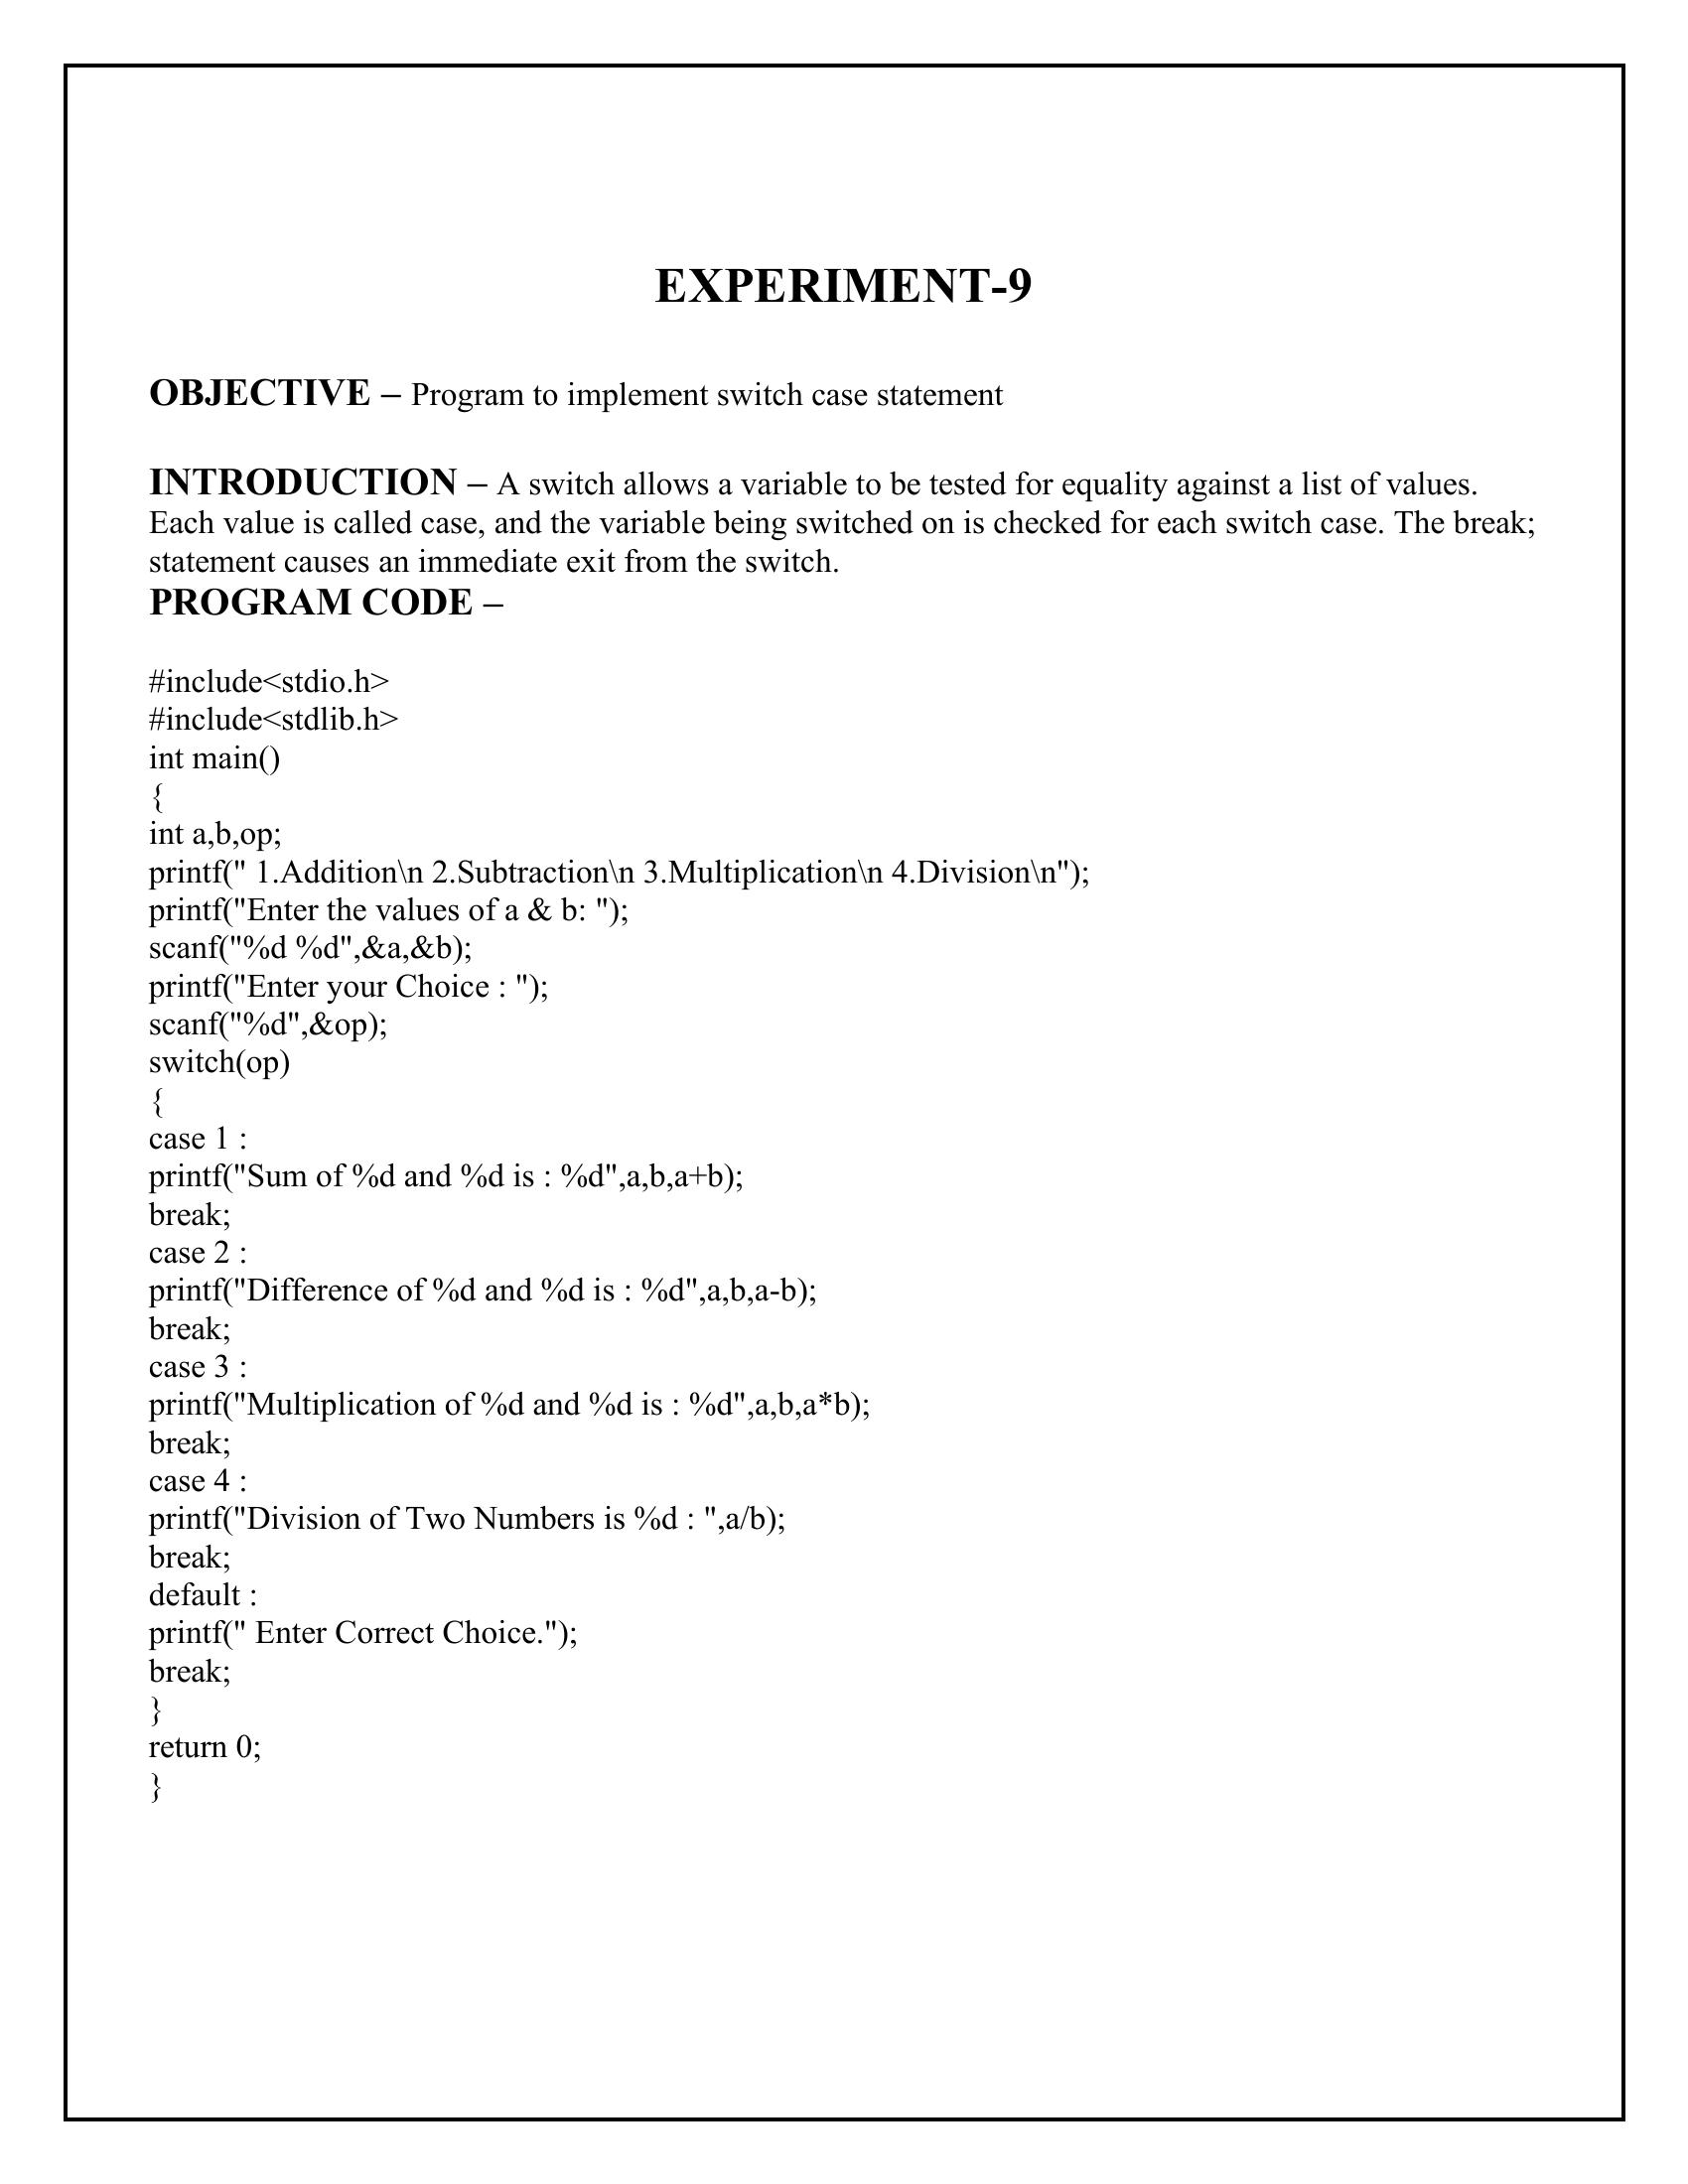 EXPERIMENT-9
OBJECTIVE – Program to implement switch case statement
INTRODUCTION – A switch allows a variable to be tested for equality against a list of values.
Each value is called case, and the variable being switched on is checked for each switch case. The break;
statement causes an immediate exit from the switch.
PROGRAM CODE –
#include<stdio.h>
#include<stdlib.h>
int main()
{
int a,b,op;
printf(" 1.Addition\n 2.Subtraction\n 3.Multiplication\n 4.Division\n");
printf("Enter the values of a & b: ");
scanf("%d %d",&a,&b);
printf("Enter your Choice : ");
scanf("%d",&op);
switch(op)
{
case 1 :
printf("Sum of %d and %d is : %d",a,b,a+b);
break;
case 2 :
printf("Difference of %d and %d is : %d",a,b,a-b);
break;
case 3 :
printf("Multiplication of %d and %d is : %d",a,b,a*b);
break;
case 4 :
printf("Division of Two Numbers is %d : ",a/b);
break;
default :
printf(" Enter Correct Choice.");
break;
}
return 0;
}